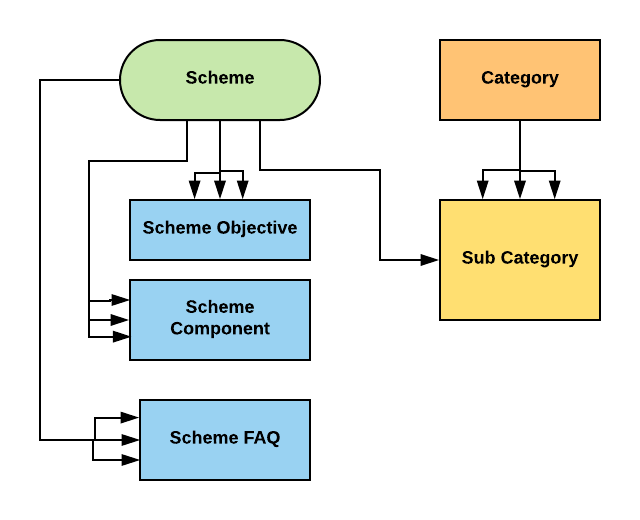 Scheme
Category
Scheme Objective
Sub Category
Scheme
Component
Scheme FAQ